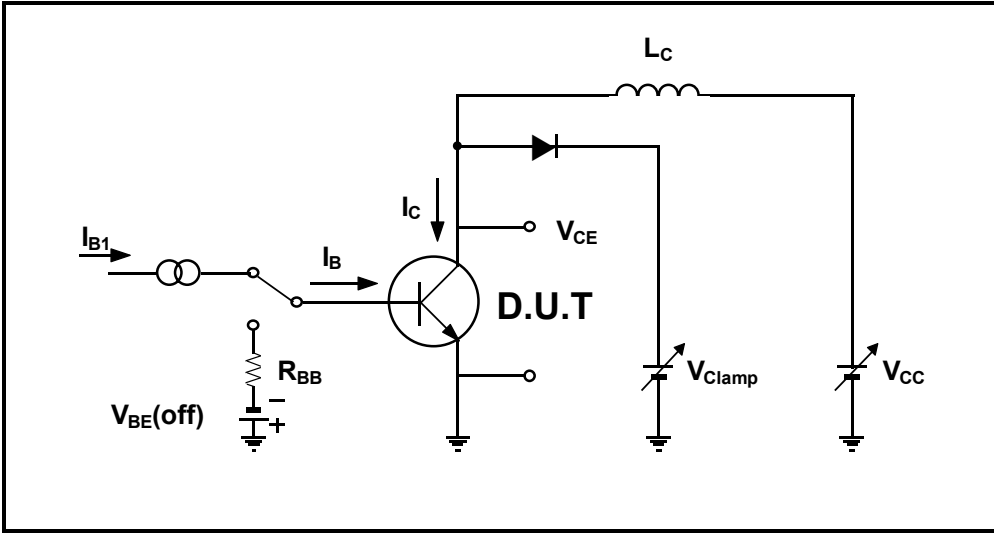 L_C
I_C
V_CE
I_B1
I_B
D.U.T
R_BB
V_Clamp
V_CC
V_BE(off)
−
+